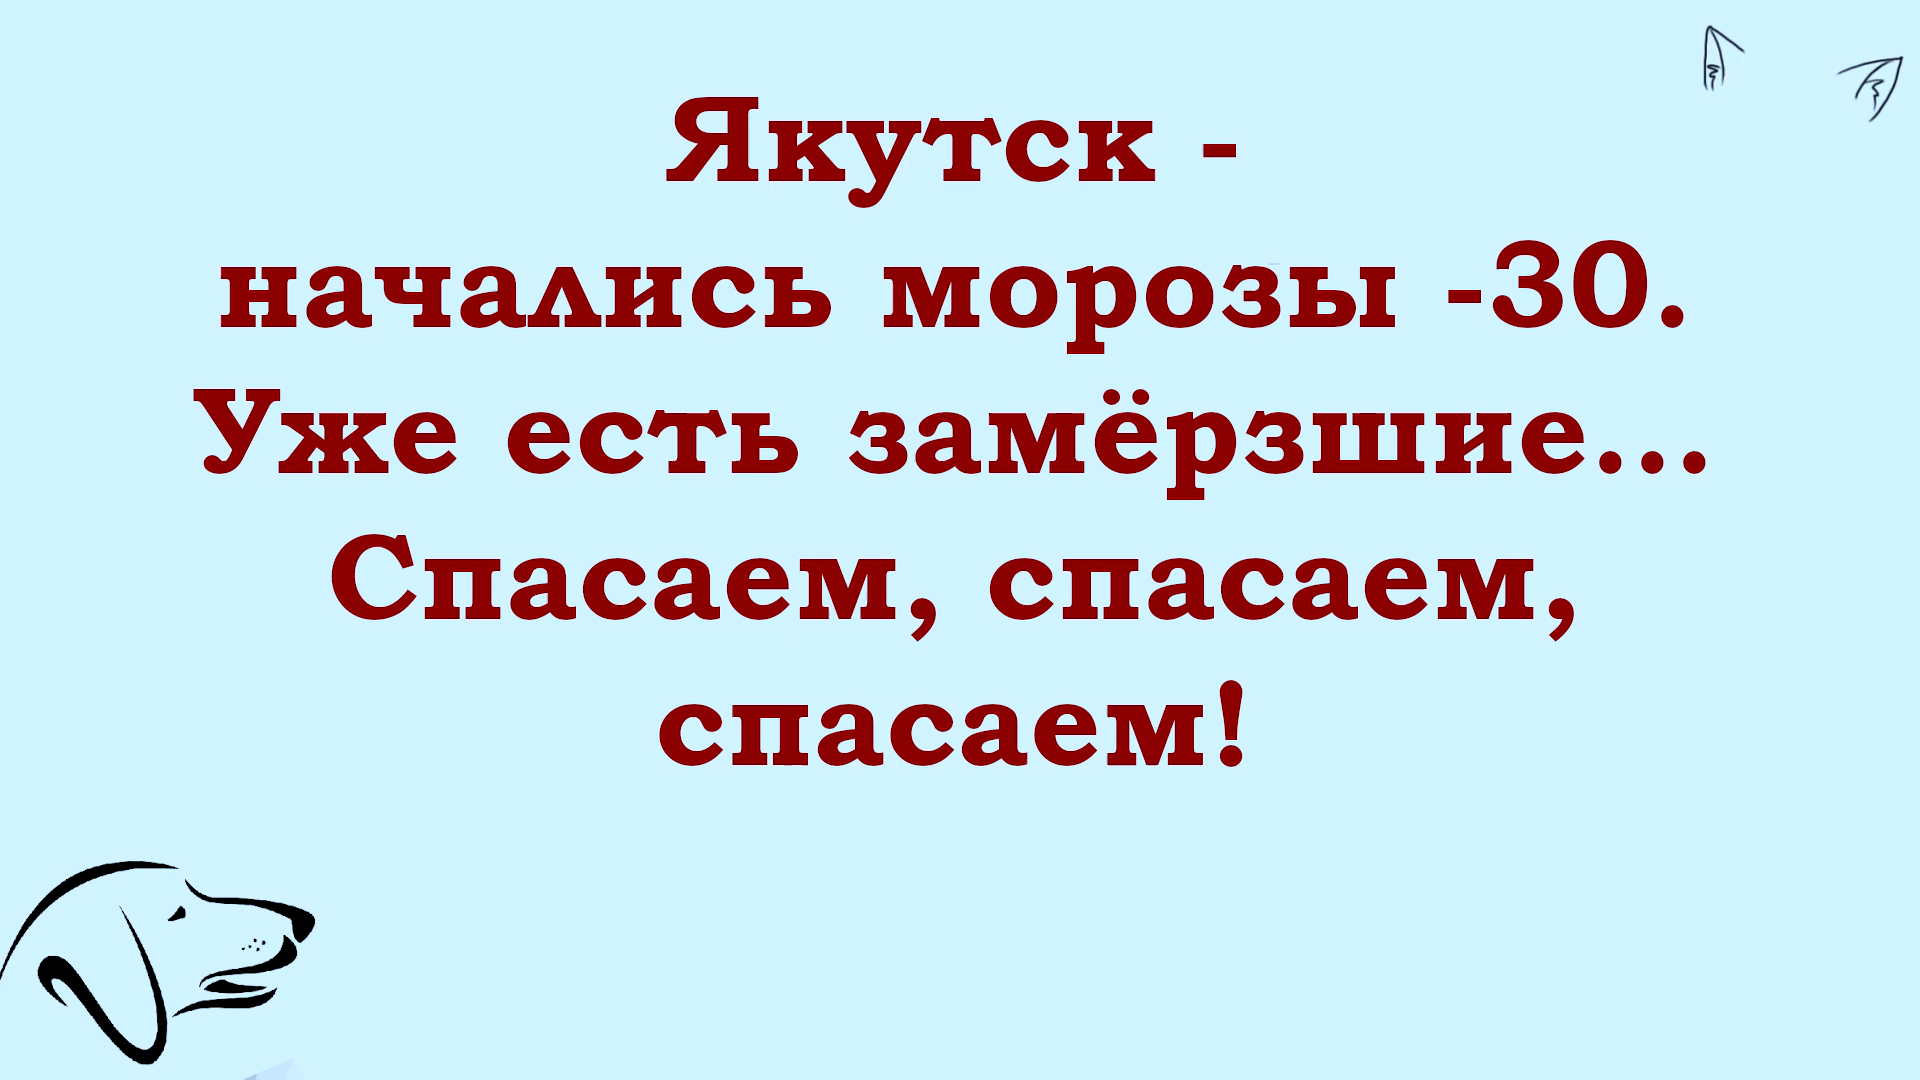 Якутск -
начались морозы -30.
Уже есть замёрзшие...
Спасаем, спасаем,
спасаем!